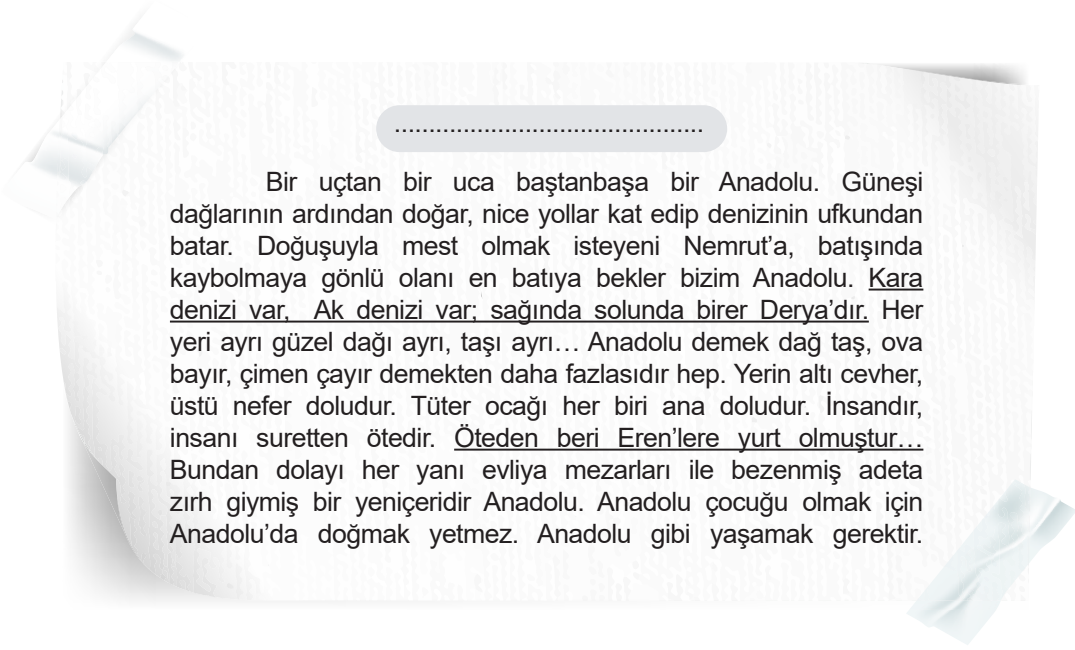 ..............................................
Bir uçtan bir uca baştanbaşa bir Anadolu. Güneşi
dağlarının ardından doğar, nice yollar kat edip denizinin ufkundan
batar. Doğuşuyla mest olmak isteyeni Nemrut’a, batışında
kaybolmaya gönlü olanı en batıya bekler bizim Anadolu. Kara
denizi var, Ak denizi var; sağında solunda birer Derya’dır. Her
yeri ayrı güzel dağı ayrı, taşı ayrı… Anadolu demek dağ taş, ova
bayır, çimen çayır demekten daha fazlasıdır hep. Yerin altı cevher,
üstü nefer doludur. Tüter ocağı her biri ana doludur. İnsandır,
insanı suretten ötedir. Öteden beri Eren’lere yurt olmuştur…
Bundan dolayı her yanı evliya mezarları ile bezenmiş adeta
zırh giymiş bir yeniçeridir Anadolu. Anadolu çocuğu olmak için
Anadolu’da doğmak yetmez. Anadolu gibi yaşamak gerektir.